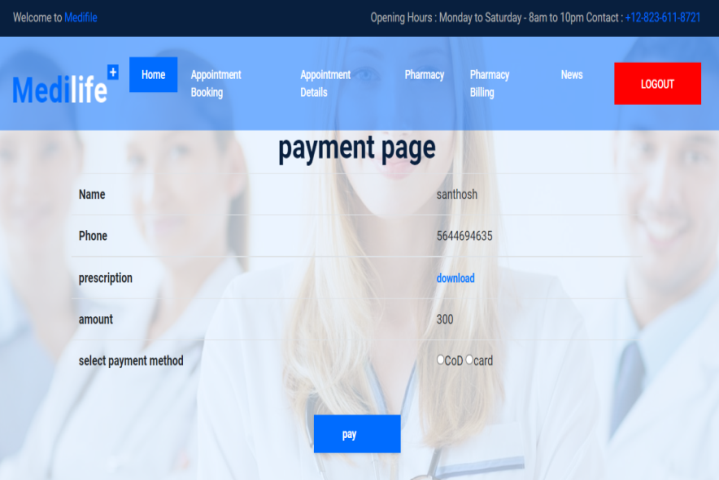 Welcome to Medifile
Opening Hours : Monday to Saturday - 8am to 10pm Contact : +12-823-611-8721
Medilife+
Home
Appointment
Booking
Appointment
Details
Pharmacy
Pharmacy
Billing
News
LOGOUT
payment page
Name santhosh
Phone 5644694635
prescription download
amount 300
select payment method CoD card
pay